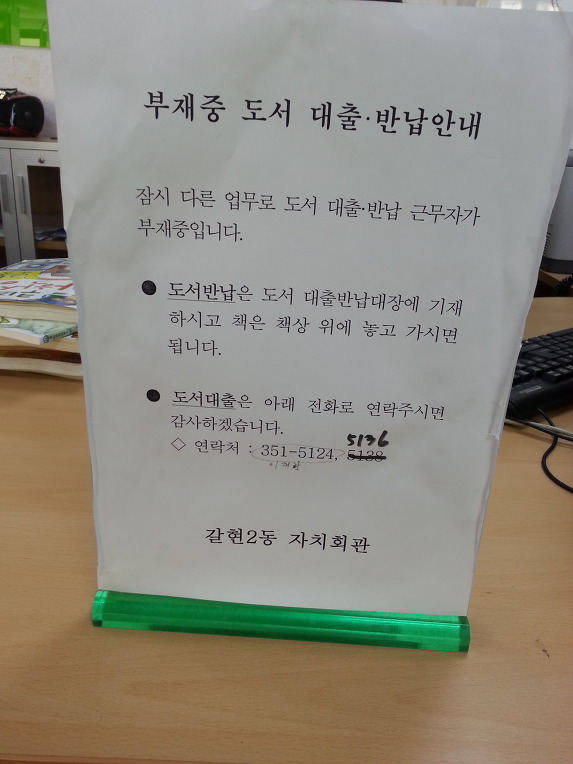 부재중 도서 대출·반납안내
잠시 다른 업무로 도서 대출·반납 근무자가
부재중입니다.
● 도서반납은 도서 대출반납대장에 기재
하시고 책은 책상 위에 놓고 가시면
됩니다.
● 도서대출은 아래 전화로 연락주시면
감사하겠습니다.
5136
◇ 연락처 : 351-5124, 5138
갈현2동 자치회관